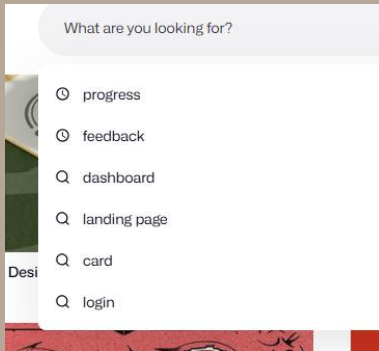 What are you looking for?
progress
feedback
dashboard
landing page
card
Desi
login